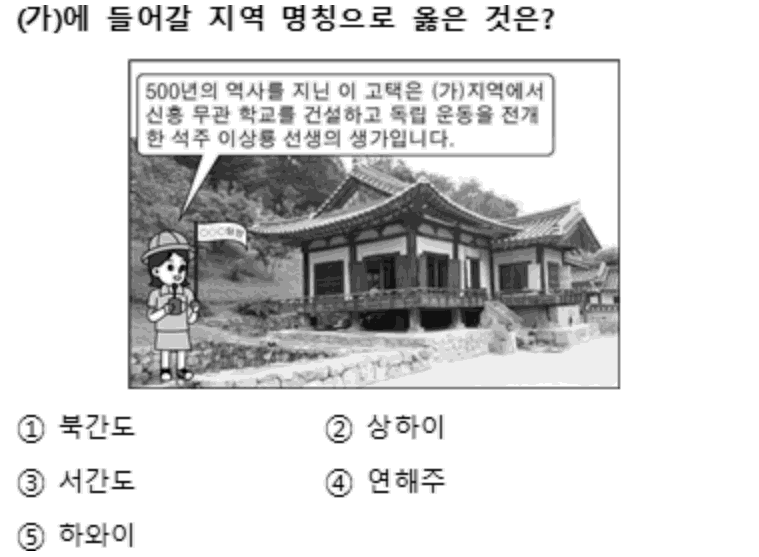 (가)에 들어갈 지역 명칭으로 옳은 것은?
500년의 역사를 지닌 이 고택은 (가)지역에서
신흥 무관 학교를 건설하고 독립 운동을 전개
한 석주 이상룡 선생의 생가입니다.
① 북간도
② 상하이
③ 서간도
④ 연해주
⑤ 하와이